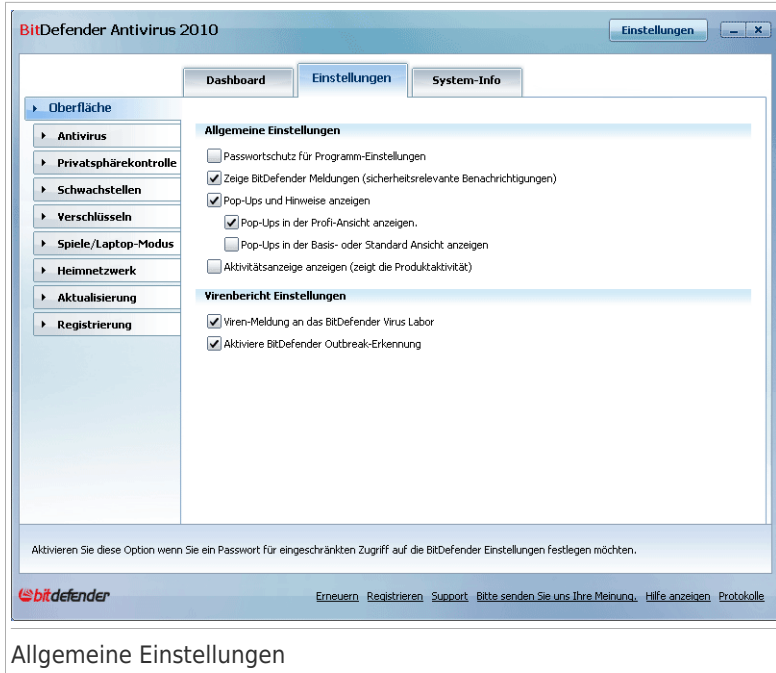 BitDefender Antivirus 2010
Einstellungen
Dashboard
Einstellungen
System-Info
Oberfläche
Antivirus
Privatsphärekontrolle
Schwachstellen
Verschlüsseln
Spiele/Laptop-Modus
Heimnetzwerk
Aktualisierung
Registrierung
Allgemeine Einstellungen
Passwortschutz für Programm-Einstellungen
Zeige BitDefender Meldungen (sicherheitsrelevante Benachrichtigungen)
Pop-Ups und Hinweise anzeigen
Pop-Ups in der Profi-Ansicht anzeigen.
Pop-Ups in der Basis- oder Standard Ansicht anzeigen
Aktivitätsanzeige anzeigen (zeigt die Produktaktivität)
Virenbericht Einstellungen
Viren-Meldung an das BitDefender Virus Labor
Aktiviere BitDefender Outbreak-Erkennung
Aktivieren Sie diese Option wenn Sie ein Passwort für eingeschränkten Zugriff auf die BitDefender Einstellungen festlegen möchten.
bitdefender
Erneuern Registrieren Support Bitte senden Sie uns Ihre Meinung. Hilfe anzeigen Protokolle
Allgemeine Einstellungen